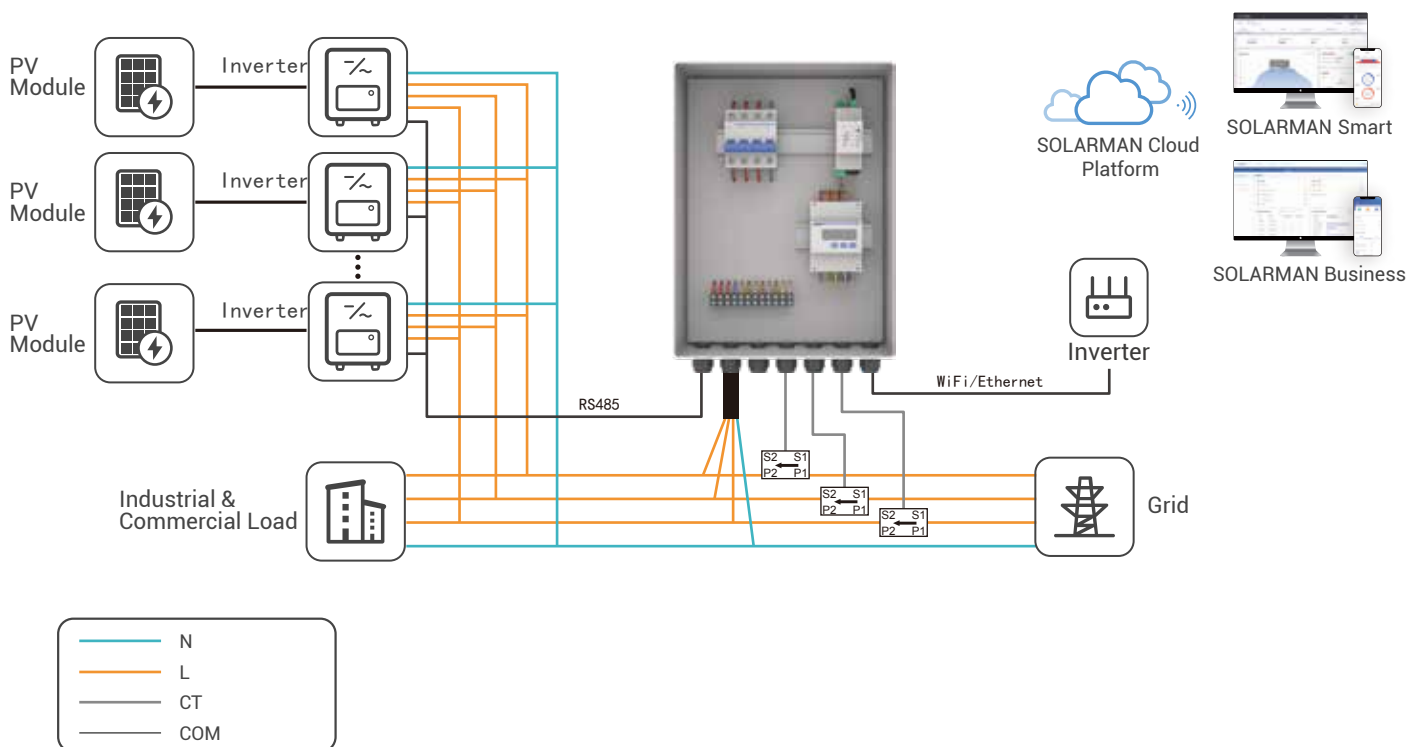 PV
Module
Inverter
PV
Module
Inverter
PV
Module
Inverter
SOLARMAN Cloud
Platform
SOLARMAN Smart
SOLARMAN Business
Inverter
WiFi/Ethernet
RS485
S2 S1
P2 P1
S2 S1
P2 P1
S2 S1
P2 P1
Industrial &
Commercial Load
Grid
N
L
CT
COM